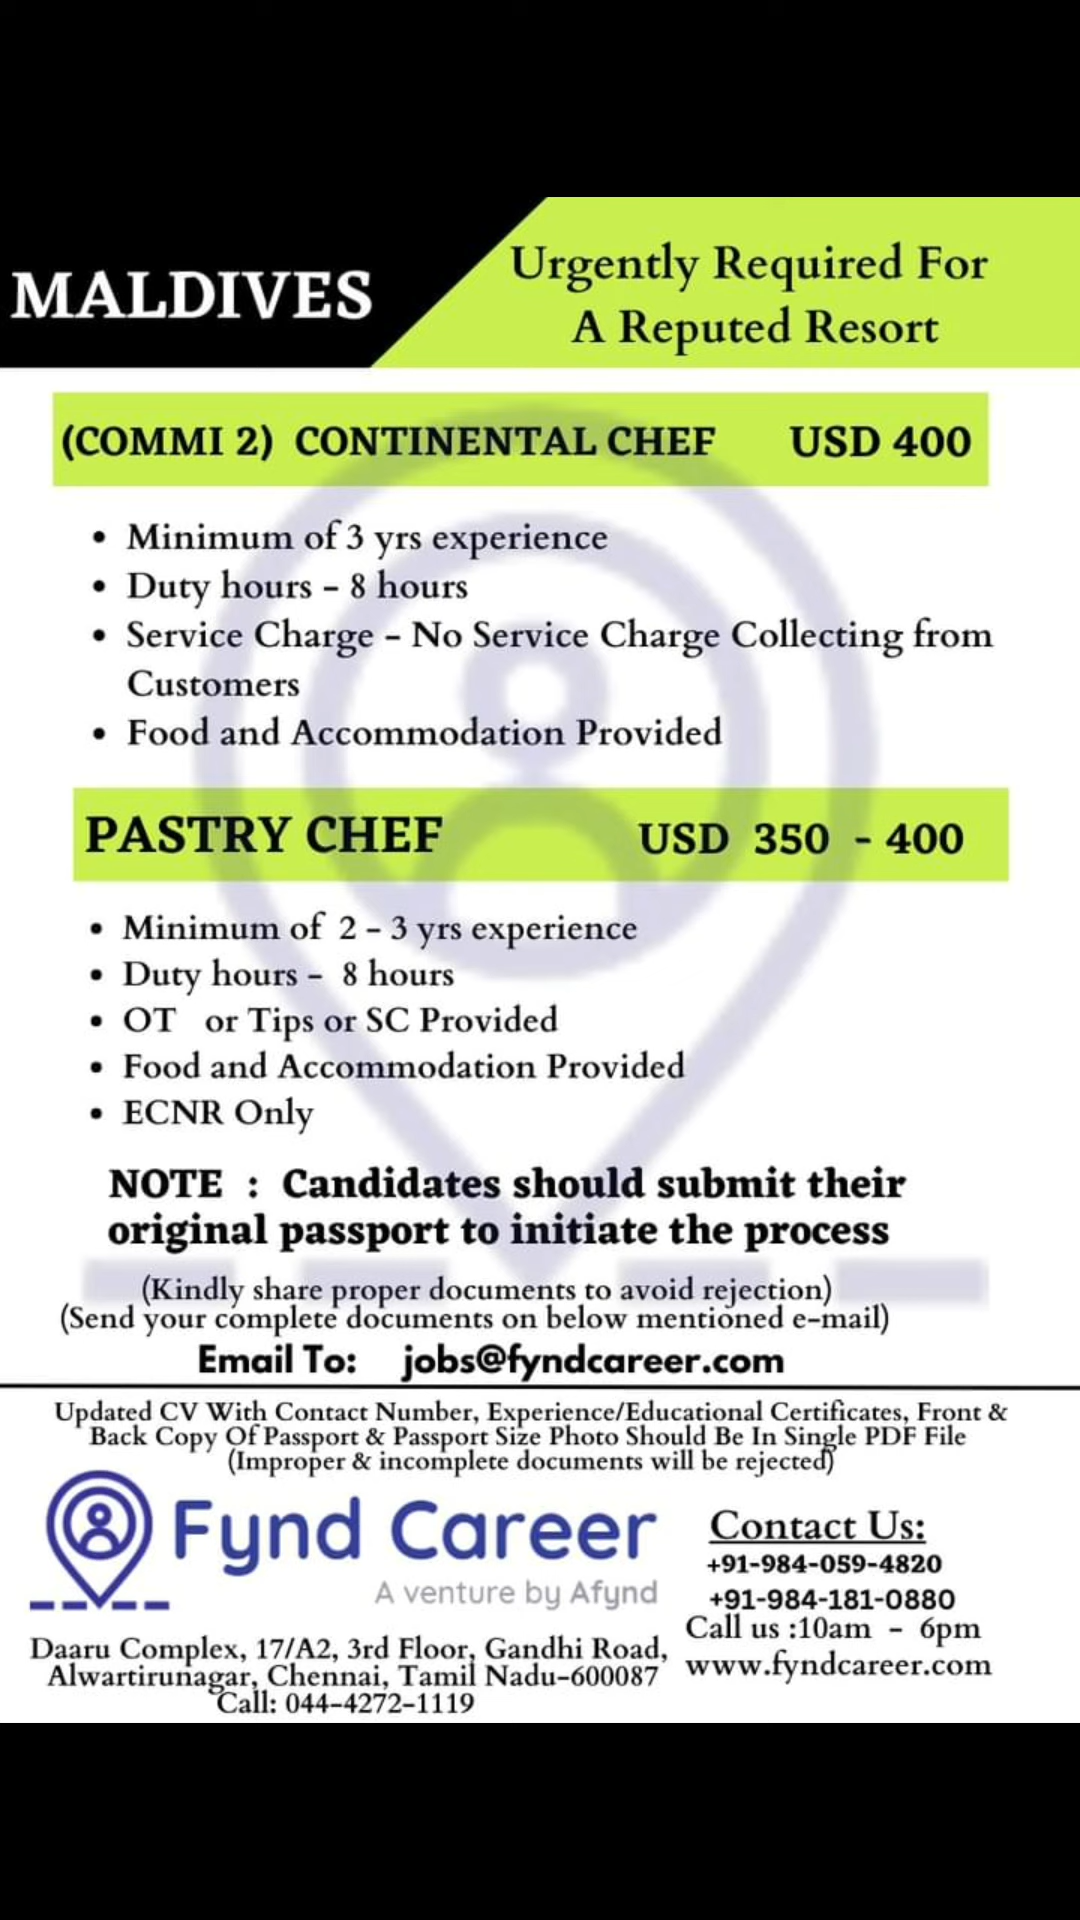 MALDIVES
Urgently Required For
A Reputed Resort
(COMMI 2) CONTINENTAL CHEF USD 400
• Minimum of 3 yrs experience
• Duty hours - 8 hours
• Service Charge - No Service Charge Collecting from
Customers
• Food and Accommodation Provided
PASTRY CHEF USD 350 - 400
• Minimum of 2 - 3 yrs experience
• Duty hours - 8 hours
• OT or Tips or SC Provided
• Food and Accommodation Provided
• ECNR Only
NOTE : Candidates should submit their
original passport to initiate the process
(Kindly share proper documents to avoid rejection)
(Send your complete documents on below mentioned e-mail)
Email To: jobs@fyndcareer.com
Updated CV With Contact Number, Experience/Educational Certificates, Front &
Back Copy Of Passport & Passport Size Photo Should Be In Single PDF File
(Improper & incomplete documents will be rejected)
Fynd Career
A venture by Afynd
Daaru Complex, 17/A2, 3rd Floor, Gandhi Road,
Alwartirunagar, Chennai, Tamil Nadu-600087
Call: 044-4272-1119
Contact Us:
+91-984-059-4820
+91-984-181-0880
Call us :10am - 6pm
www.fyndcareer.com